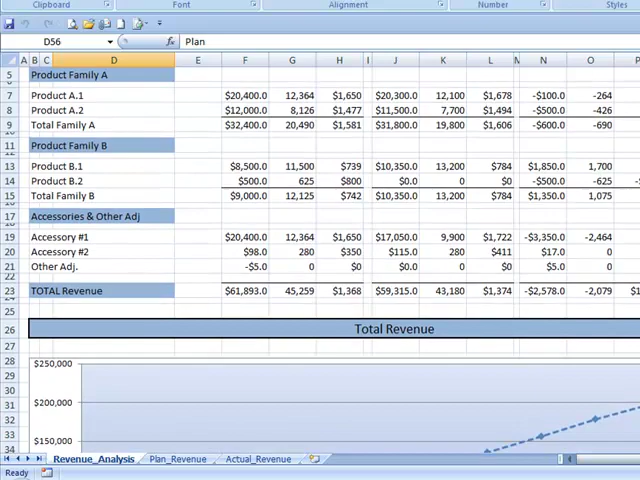 Clipboard Font Alignment Number Styles
D56 fx Plan
A B C D E F G H I J K L M N O P
5 Product Family A
7 Product A.1 $20,400.0 12,364 $1,650 $20,300.0 12,100 $1,678 -$100.0 -264
8 Product A.2 $12,000.0 8,126 $1,477 $11,500.0 7,700 $1,494 -$500.0 -426
9 Total Family A $32,400.0 20,490 $1,581 $31,800.0 19,800 $1,606 -$600.0 -690
11 Product Family B
13 Product B.1 $8,500.0 11,500 $739 $10,350.0 13,200 $784 $1,850.0 1,700
14 Product B.2 $500.0 625 $800 $0.0 0 $0 -$500.0 -625
15 Total Family B $9,000.0 12,125 $742 $10,350.0 13,200 $784 $1,350.0 1,075
17 Accessories & Other Adj
19 Accessory #1 $20,400.0 12,364 $1,650 $17,050.0 9,900 $1,722 -$3,350.0 -2,464
20 Accessory #2 $98.0 280 $350 $115.0 280 $411 $17.0 0
21 Other Adj. -$5.0 0 $0 $0.0 0 $0 $5.0 0
23 TOTAL Revenue $61,893.0 45,259 $1,368 $59,315.0 43,180 $1,374 -$2,578.0 -2,079
25
26 Total Revenue
27
28 $250,000
29
30
31 $200,000
32
33 $150,000
34
Revenue_Analysis Plan_Revenue Actual_Revenue
Ready